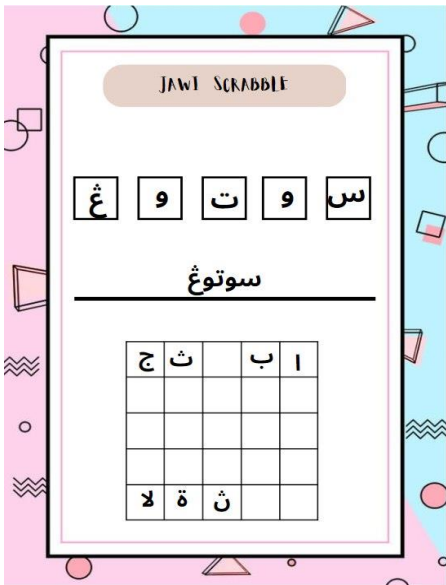 JAWI SCRABBLE
س و ت و ڠ
سوتوڠ
ا ب ث ج
ن ة لا